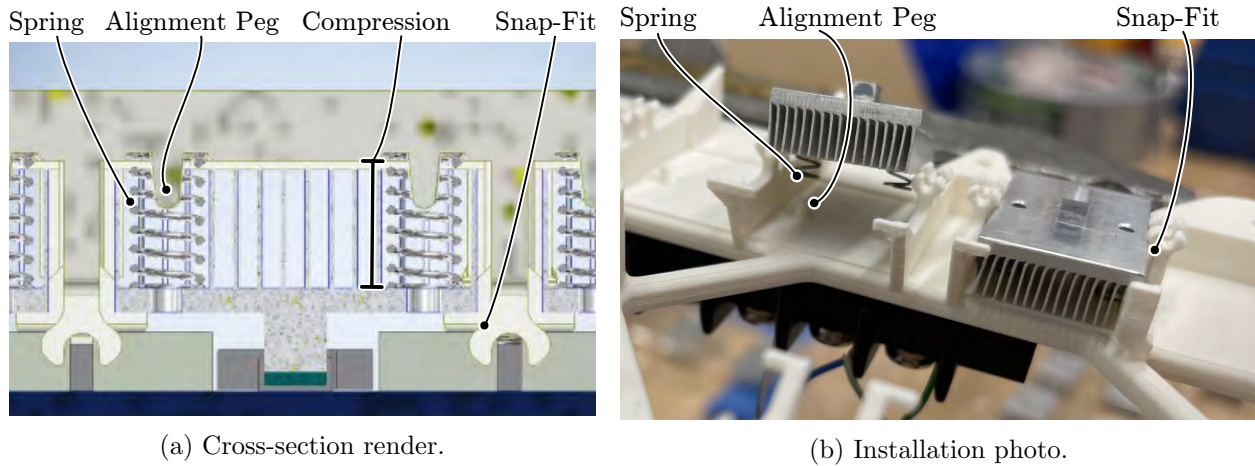 Spring Alignment Peg Compression Snap-Fit
Spring Alignment Peg Snap-Fit
(a) Cross-section render.
(b) Installation photo.